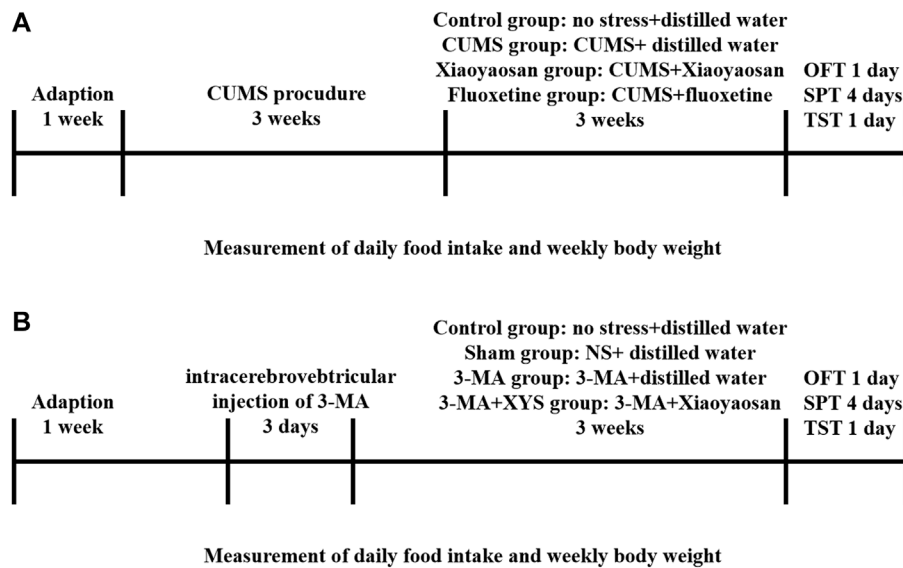 A
Adaption
1 week
CUMS procudure
3 weeks
Control group: no stress+distilled water
CUMS group: CUMS+ distilled water
Xiaoyaosan group: CUMS+Xiaoyaosan
Fluoxetine group: CUMS+fluoxetine
3 weeks
OFT 1 day
SPT 4 days
TST 1 day
Measurement of daily food intake and weekly body weight
B
Adaption
1 week
intracerebrovebtricular
injection of 3-MA
3 days
Control group: no stress+distilled water
Sham group: NS+ distilled water
3-MA group: 3-MA+distilled water
3-MA+XYS group: 3-MA+Xiaoyaosan
3 weeks
OFT 1 day
SPT 4 days
TST 1 day
Measurement of daily food intake and weekly body weight